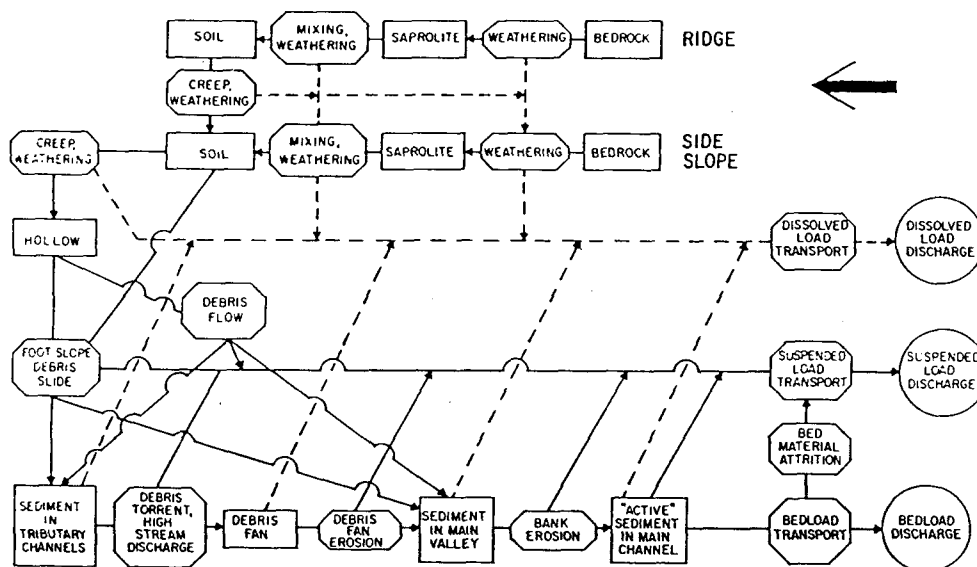 SOIL
MIXING,
WEATHERING
SAPROLITE
WEATHERING
BEDROCK
RIDGE
CREEP,
WEATHERING
CREEP,
WEATHERING
SOIL
MIXING,
WEATHERING
SAPROLITE
WEATHERING
BEDROCK
SIDE
SLOPE
HOLLOW
DISSOLVED
LOAD
TRANSPORT
DISSOLVED
LOAD
DISCHARGE
DEBRIS
FLOW
FOOT SLOPE
DEBRIS
SLIDE
SUSPENDED
LOAD
TRANSPORT
SUSPENDED
LOAD
DISCHARGE
BED
MATERIAL
ATTRITION
SEDIMENT
IN
TRIBUTARY
CHANNELS
DEBRIS
TORRENT,
HIGH
STREAM
DISCHARGE
DEBRIS
FAN
DEBRIS
FAN
EROSION
SEDIMENT
IN MAIN
VALLEY
BANK
EROSION
"ACTIVE"
SEDIMENT
IN MAIN
CHANNEL
BEDLOAD
TRANSPORT
BEDLOAD
DISCHARGE